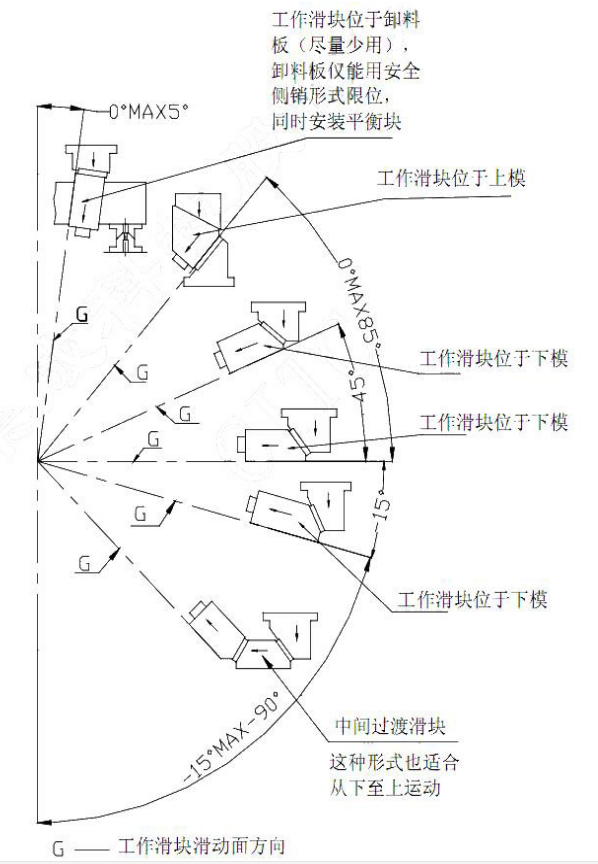 工作滑块位于卸料
板（尽量少用），
卸料板仅能用安全
侧销形式限位，
同时安装平衡块
0°MAX5°
工作滑块位于上模
0°MAX85°
G
G
工作滑块位于下模
45°
G
工作滑块位于下模
G
-15°
G
G
工作滑块位于下模
中间过渡滑块
这种形式也适合
从下至上运动
-15°MAX-90°
G —— 工作滑块滑动面方向